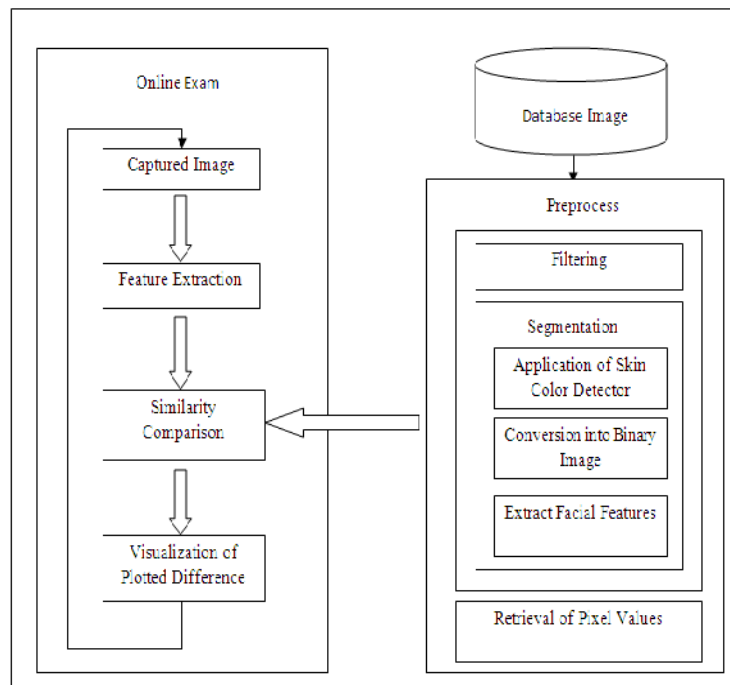 Online Exam
Captured Image
Feature Extraction
Similarity
Comparison
Visualization of
Plotted Difference
Database Image
Preprocess
Filtering
Segmentation
Application of Skin
Color Detector
Conversion into Binary
Image
Extract Facial Features
Retrieval of Pixel Values